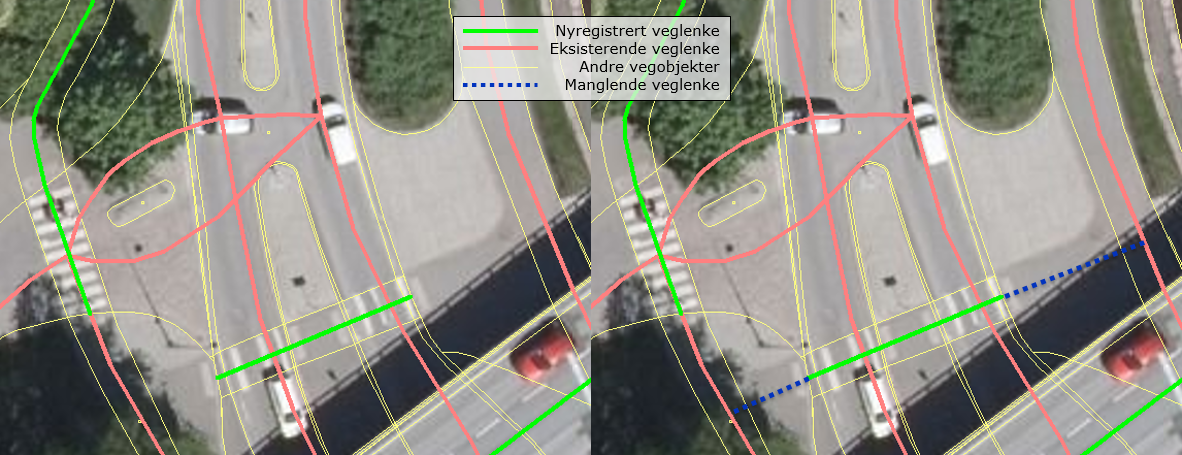 Nyregistrert veglenke
Eksisterende veglenke
Andre vegobjekter
Manglende veglenke